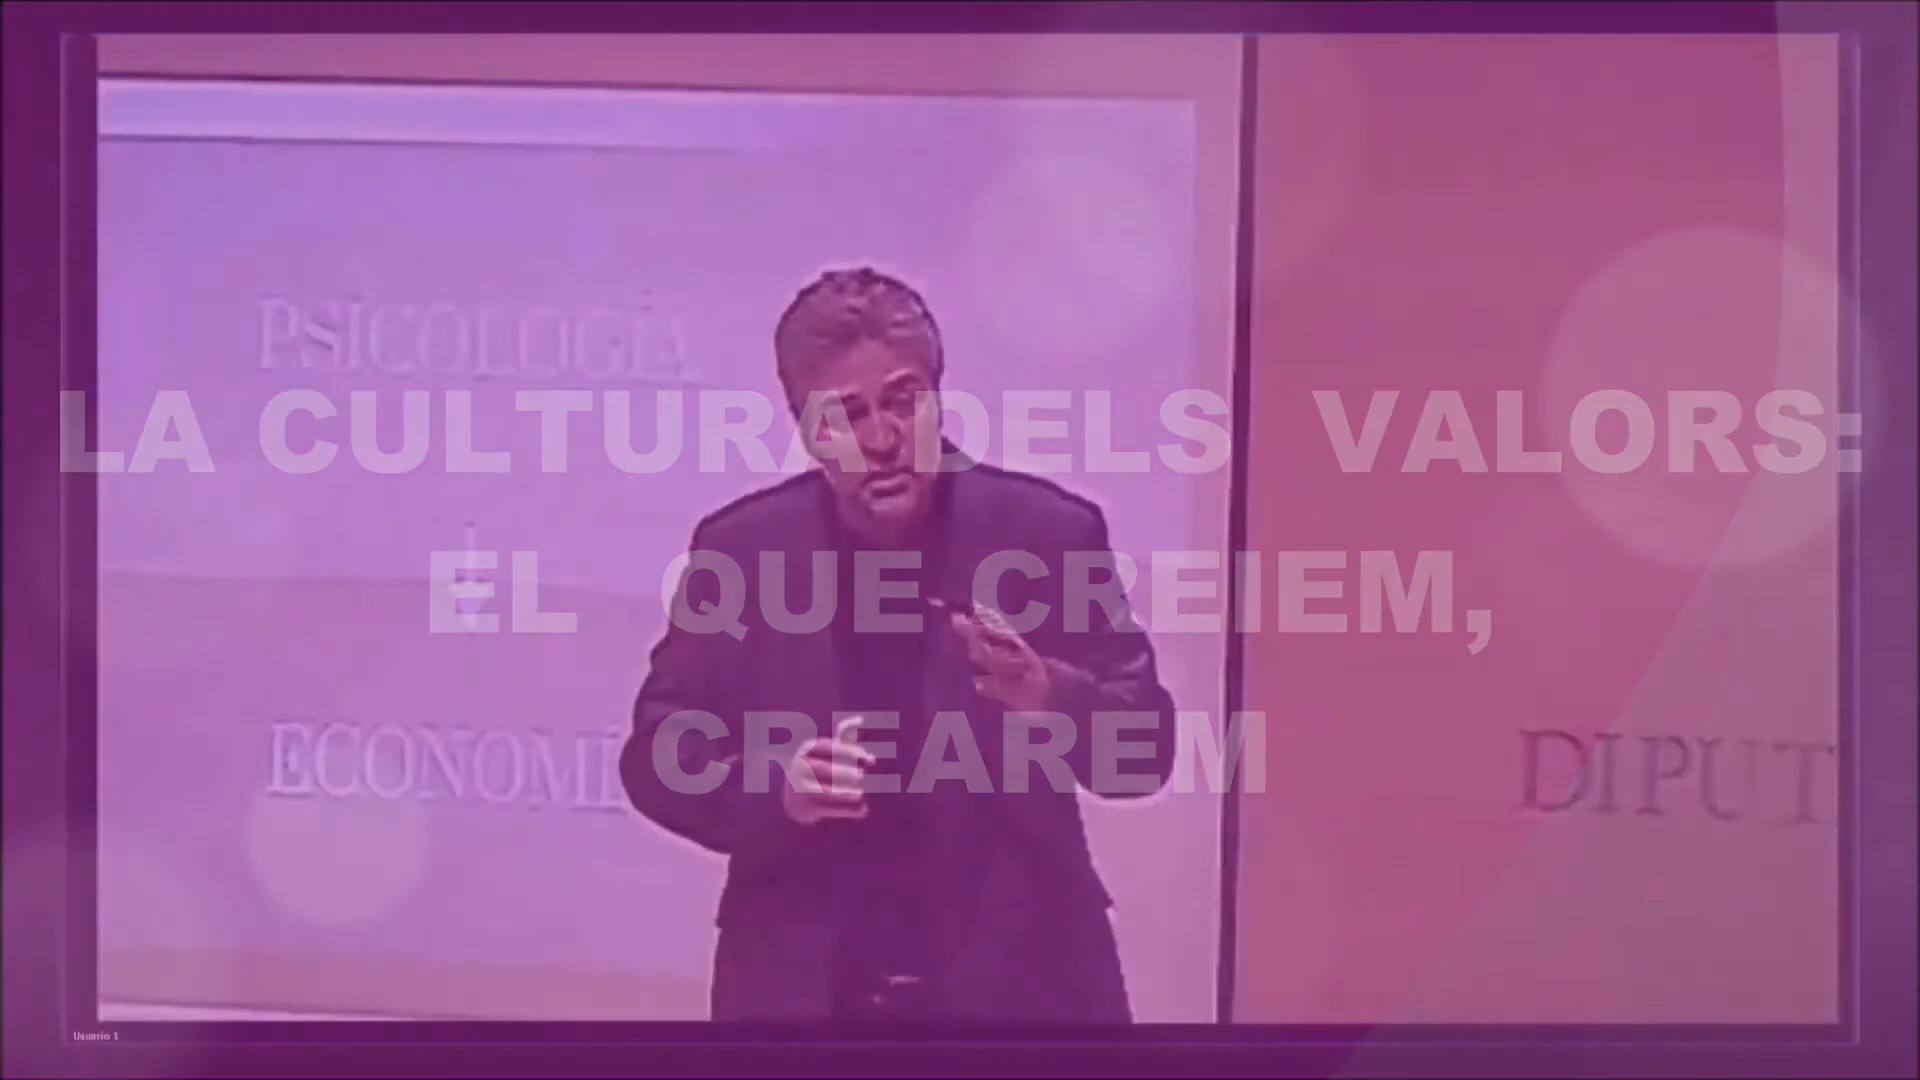 PSICOLOGÍA
LA CULTURA DELS VALORS:
EL QUE CREIEM,
CREAREM
ECONOMÍ
DIPUT
Usuario 1